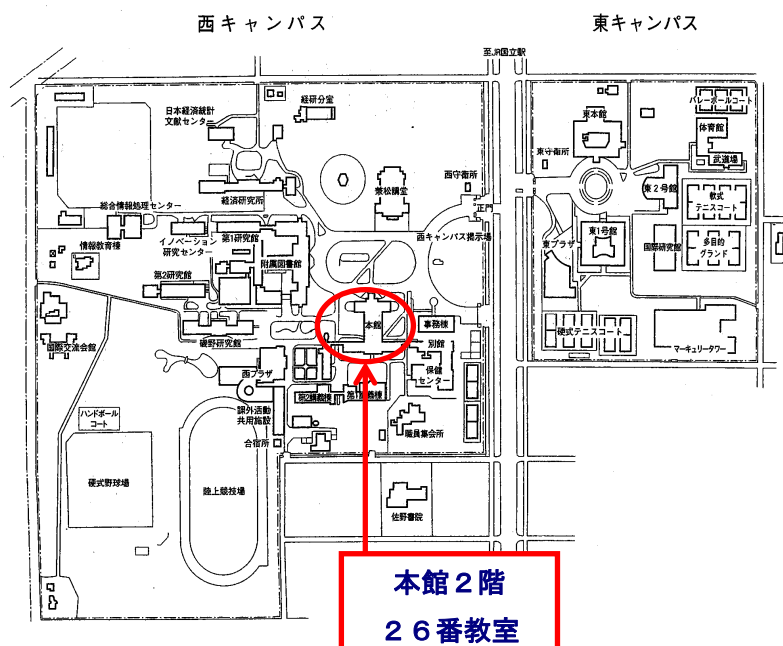 西キャンパス
東キャンパス
至JR国立駅
日本経済統計
文献センター
経研分室
経済研究所
兼松講堂
西守衛所
正門
西キャンパス掲示場
総合情報処理センター
イノベーション
研究センター
第1研究館
附属図書館
情報教育棟
第2研究館
磯野研究館
国際交流会館
本館
事務棟
別館
保健
センター
西プラザ
第2講義棟
第1講義棟
課外活動
共用施設
合宿所
職員集会所
ハンドボール
コート
硬式野球場
陸上競技場
佐野書院
東本館
東守衛所
バレーボールコート
体育館
武道場
東2号館
軟式
テニスコート
東1号館
東プラザ
国際研究館
多目的
グランド
硬式テニスコート
マーキュリータワー
本館2階
26番教室